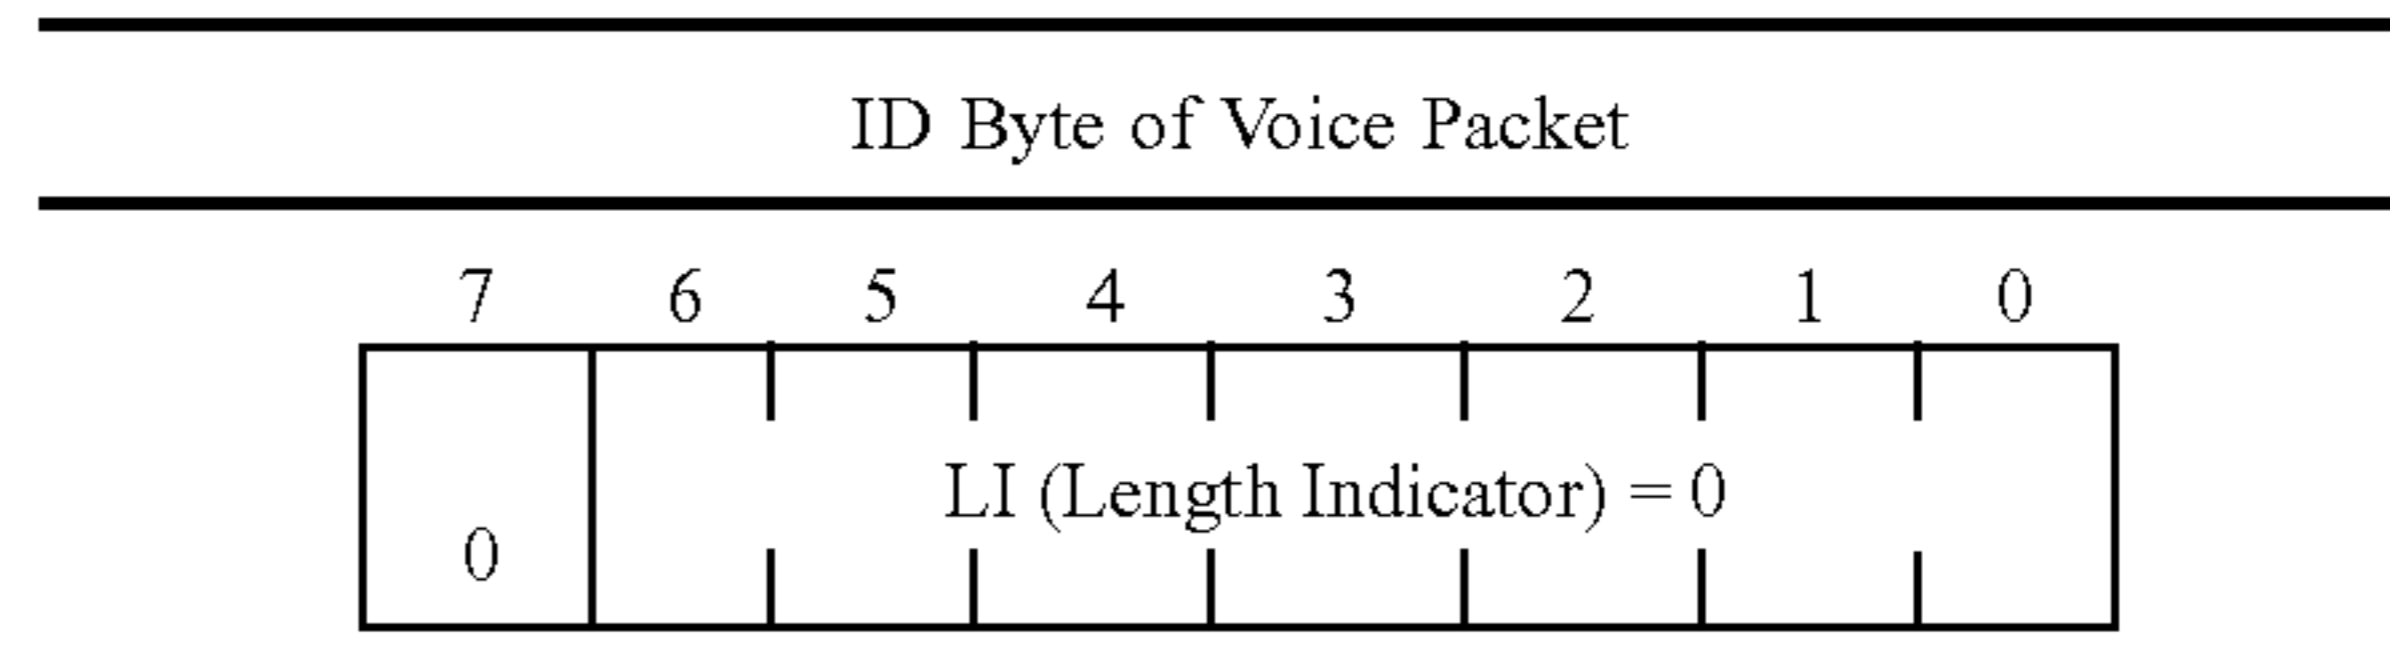 ID Byte of Voice Packet
7 6 5 4 3 2 1 0
LI (Length Indicator) = 0
0